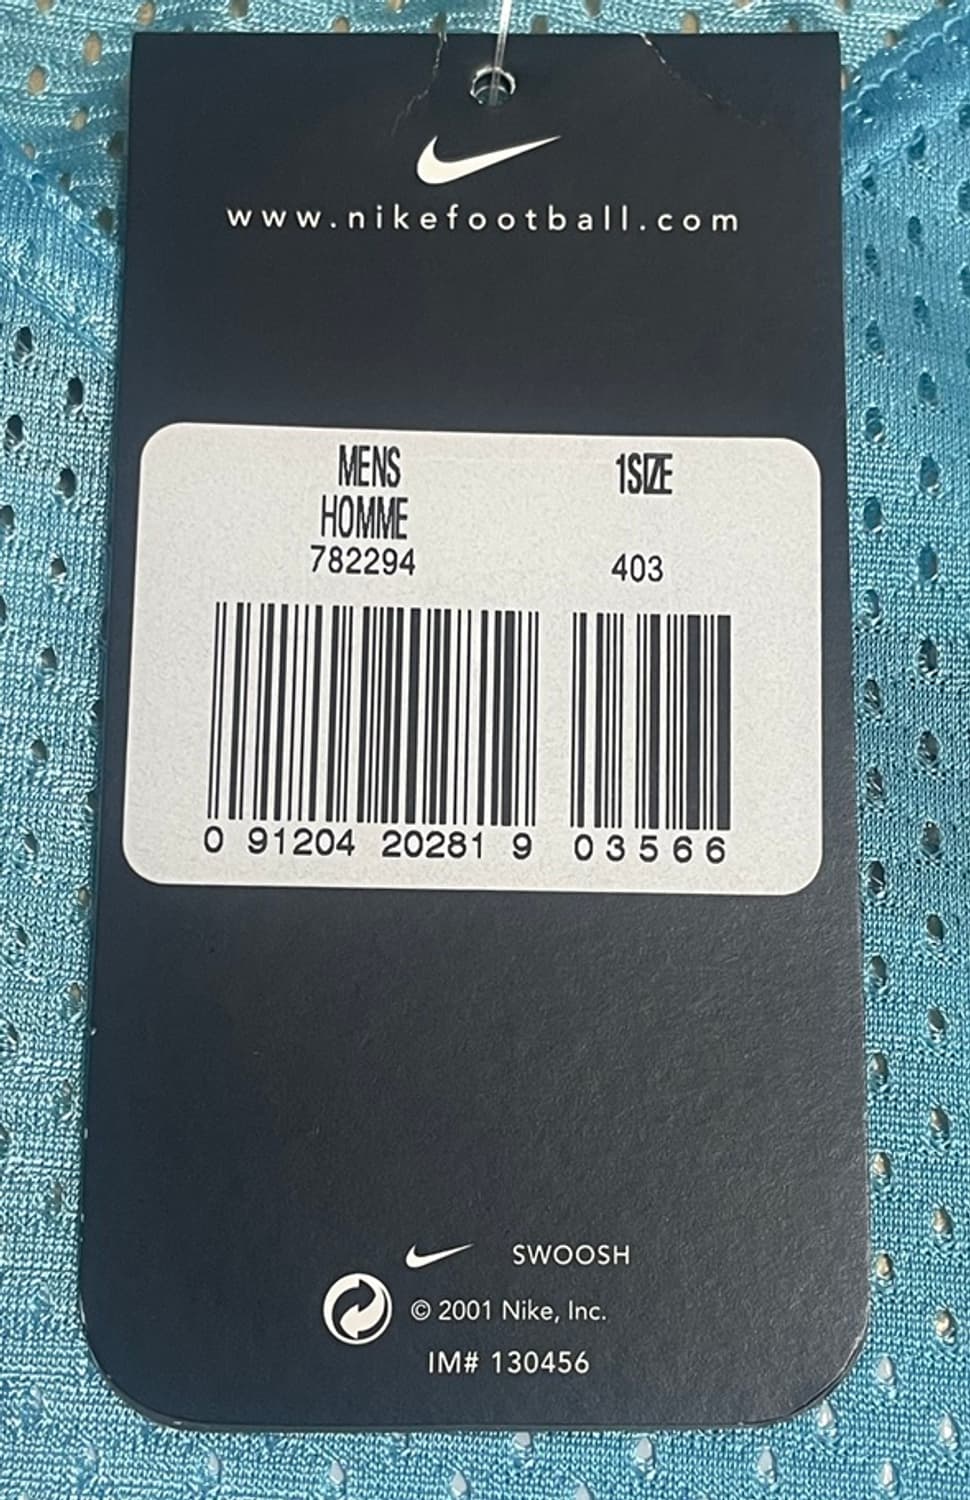 www.nikefootball.com
MENS 1SIZE
HOMME
782294 403
0 91204 20281 9 03566
SWOOSH
© 2001 Nike, Inc.
IM# 130456